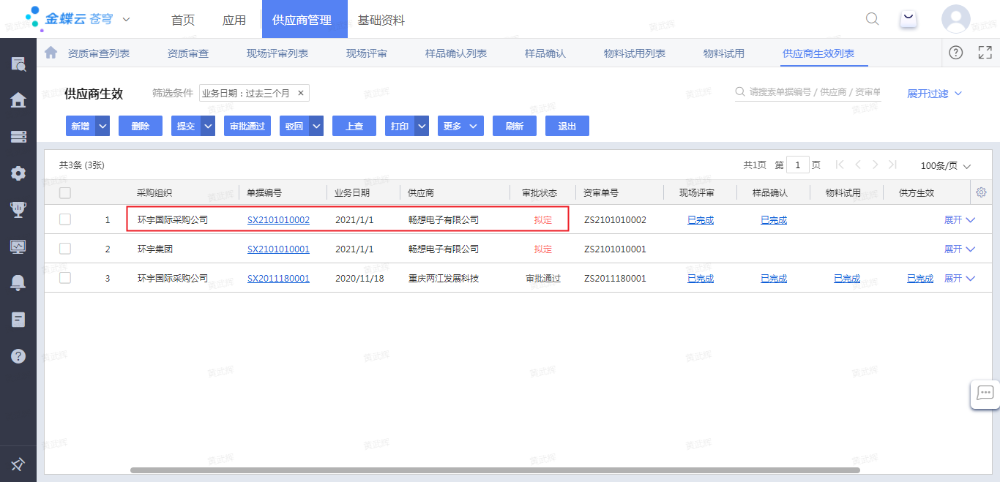 金蝶云 苍穹 首页 应用 供应商管理 基础资料
资质审查列表 资质审查 现场评审列表 现场评审 样品确认列表 样品确认 物料试用列表 物料试用 供应商生效列表
供应商生效 筛选条件 业务日期：过去三个月 × 请搜索单据编号 / 供应商 / 资审单 展开过滤
新增 删除 提交 审批通过 驳回 上查 打印 更多 刷新 退出
共3条 (3张) 共1页 第 1 页 100条/页
采购组织 单据编号 业务日期 供应商 审批状态 资审单号 现场评审 样品确认 物料试用 供方生效
1 环宇国际采购公司 SX2101010002 2021/1/1 畅想电子有限公司 拟定 ZS2101010002 已完成 已完成 展开
2 环宇集团 SX2101010001 2021/1/1 畅想电子有限公司 拟定 ZS2101010001 展开
3 环宇国际采购公司 SX2011180001 2020/11/18 重庆两江发展科技 审批通过 ZS2011180001 已完成 已完成 已完成 已完成 展开
黄武辉